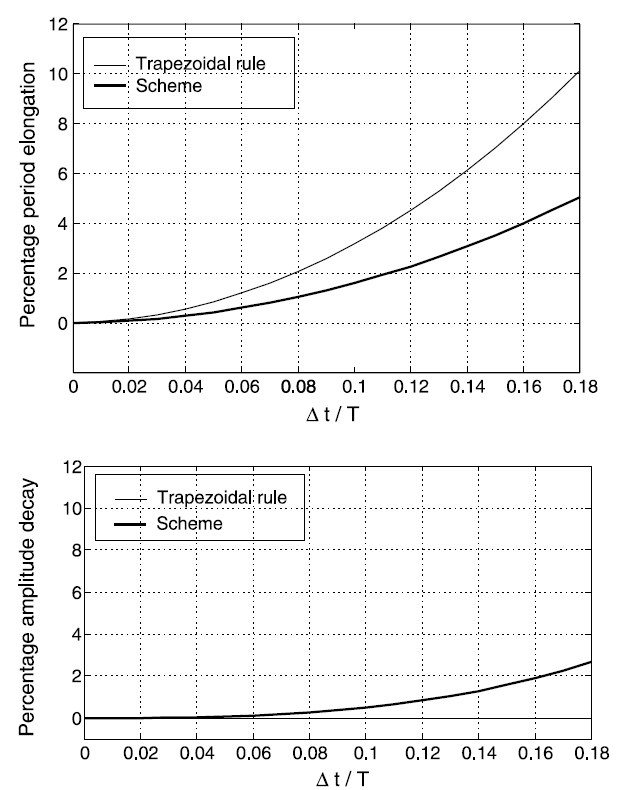 12
10
8
6
4
2
0
Percentage period elongation
Trapezoidal rule
Scheme
0 0.02 0.04 0.06 0.08 0.1 0.12 0.14 0.16 0.18
Δ t / T
12
10
8
6
4
2
0
Percentage amplitude decay
Trapezoidal rule
Scheme
0 0.02 0.04 0.06 0.08 0.1 0.12 0.14 0.16 0.18
Δ t / T